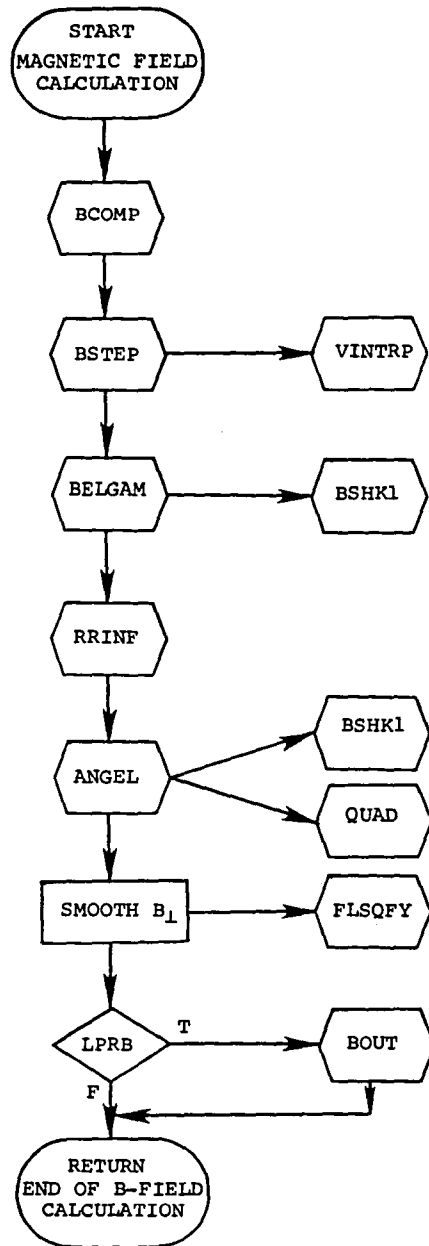 START
MAGNETIC FIELD
CALCULATION
BCOMP
BSTEP
VINTRP
BELGAM
BSHK1
RRINF
ANGEL
BSHK1
QUAD
SMOOTH B⊥
FLSQFY
LPRB
T
BOUT
F
RETURN
END OF B-FIELD
CALCULATION